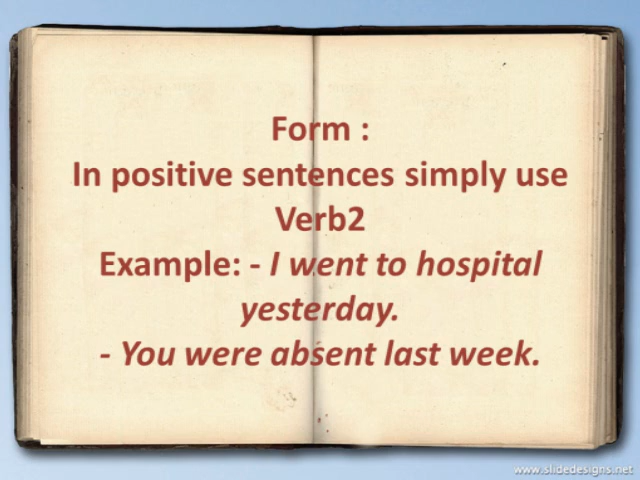 Form :
In positive sentences simply use
Verb2
Example: - I went to hospital
yesterday.
- You were absent last week.
www.slidedesigns.net